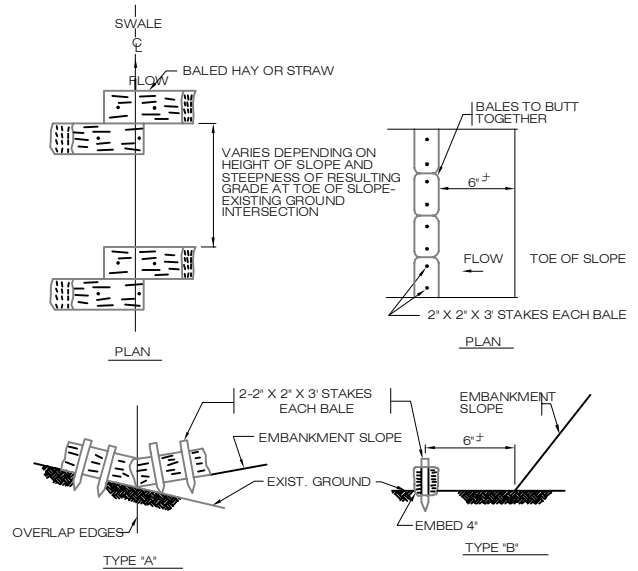 SWALE
℄
FLOW
BALED HAY OR STRAW
VARIES DEPENDING ON
HEIGHT OF SLOPE AND
STEEPNESS OF RESULTING
GRADE AT TOE OF SLOPE-
EXISTING GROUND
INTERSECTION
PLAN
BALES TO BUTT
TOGETHER
6" ±
FLOW
TOE OF SLOPE
2" X 2" X 3' STAKES EACH BALE
PLAN
2-2" X 2" X 3' STAKES
EACH BALE
EMBANKMENT SLOPE
EXIST. GROUND
OVERLAP EDGES
TYPE "A"
EMBANKMENT
SLOPE
6" ±
EMBED 4"
TYPE "B"